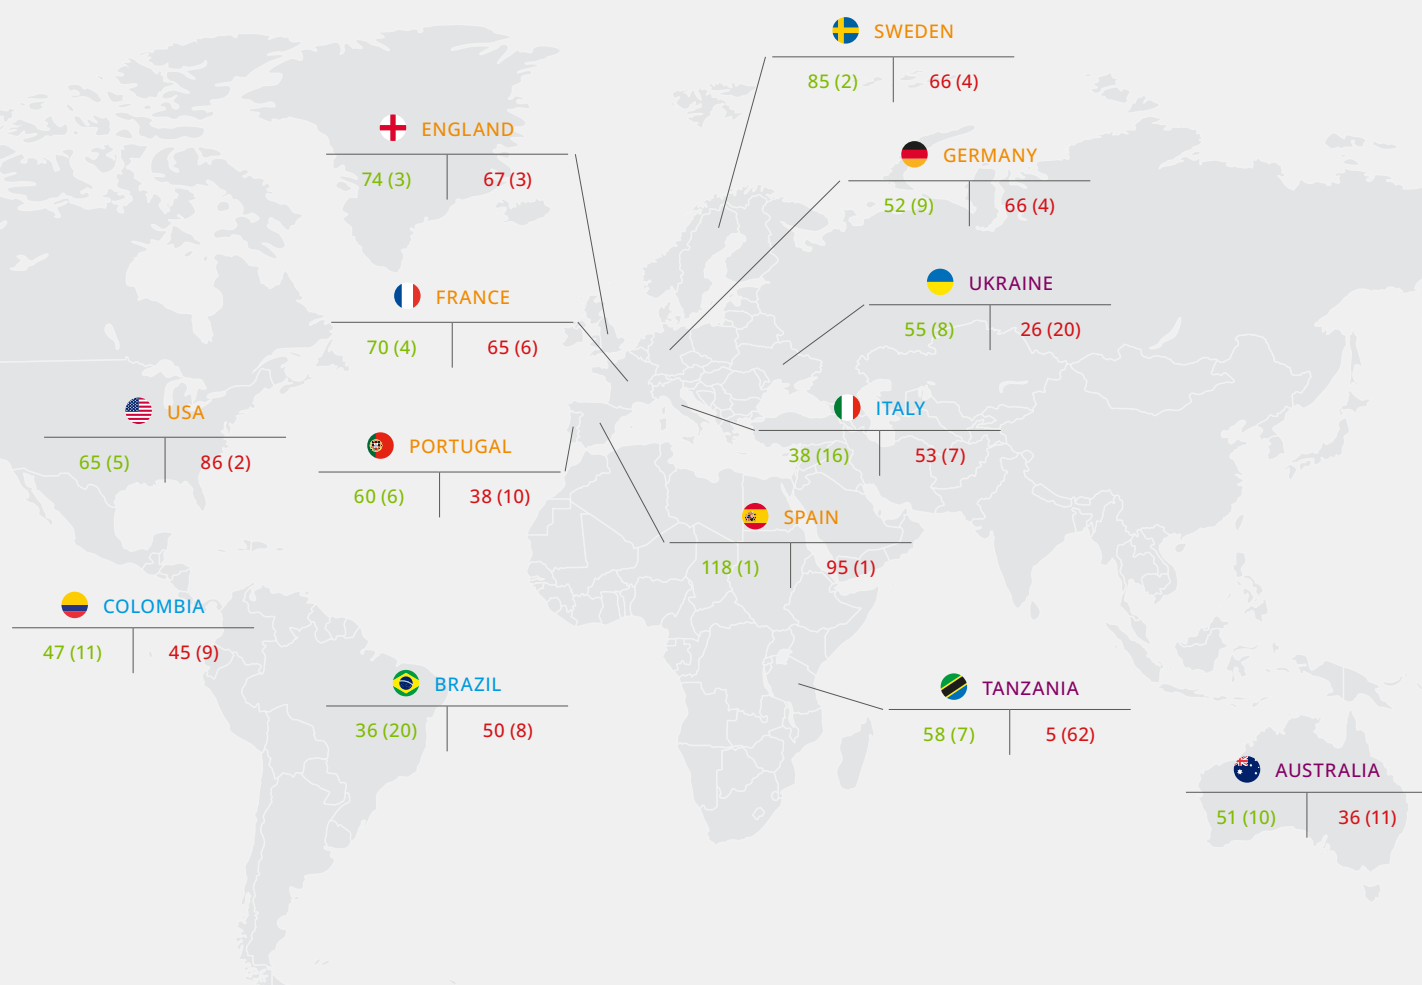 SWEDEN
85 (2) 66 (4)
ENGLAND
74 (3) 67 (3)
GERMANY
52 (9) 66 (4)
UKRAINE
55 (8) 26 (20)
FRANCE
70 (4) 65 (6)
USA
65 (5) 86 (2)
ITALY
38 (16) 53 (7)
PORTUGAL
60 (6) 38 (10)
SPAIN
118 (1) 95 (1)
COLOMBIA
47 (11) 45 (9)
BRAZIL
36 (20) 50 (8)
TANZANIA
58 (7) 5 (62)
AUSTRALIA
51 (10) 36 (11)